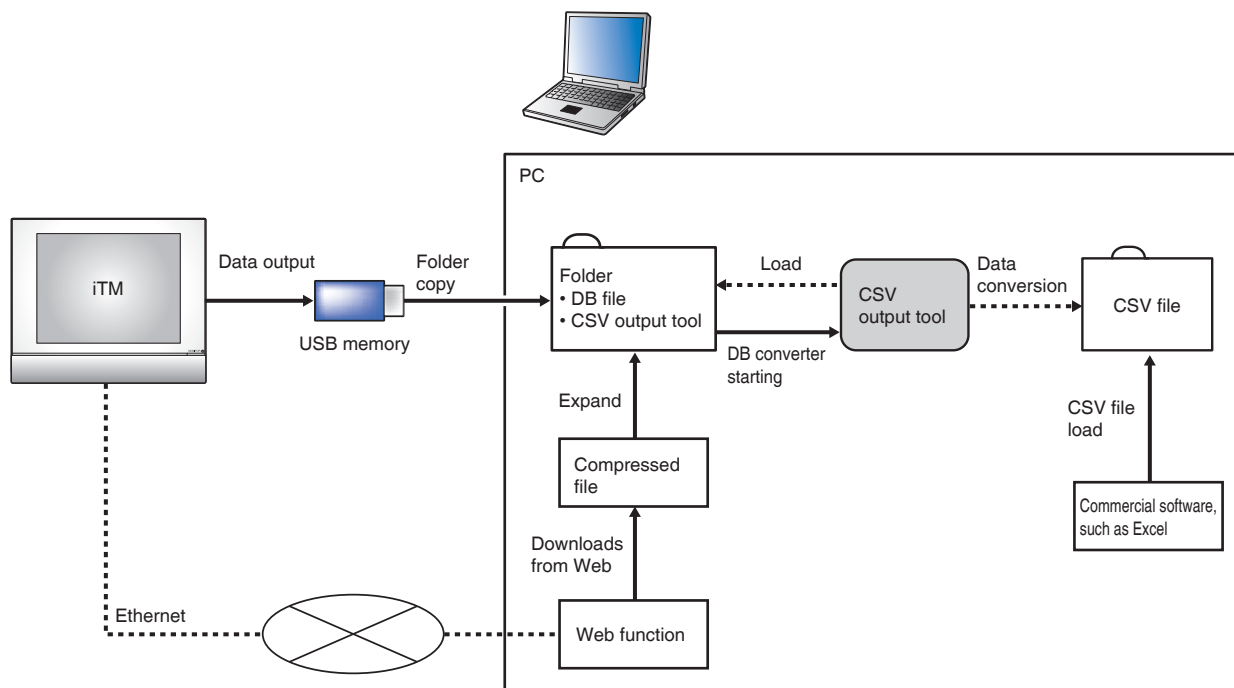 PC
iTM
Data output
USB memory
Folder
copy
Folder
• DB file
• CSV output tool
Load
DB converter
starting
CSV
output tool
Data
conversion
CSV file
Expand
Compressed
file
CSV file
load
Commercial software,
such as Excel
Downloads
from Web
Ethernet
Web function